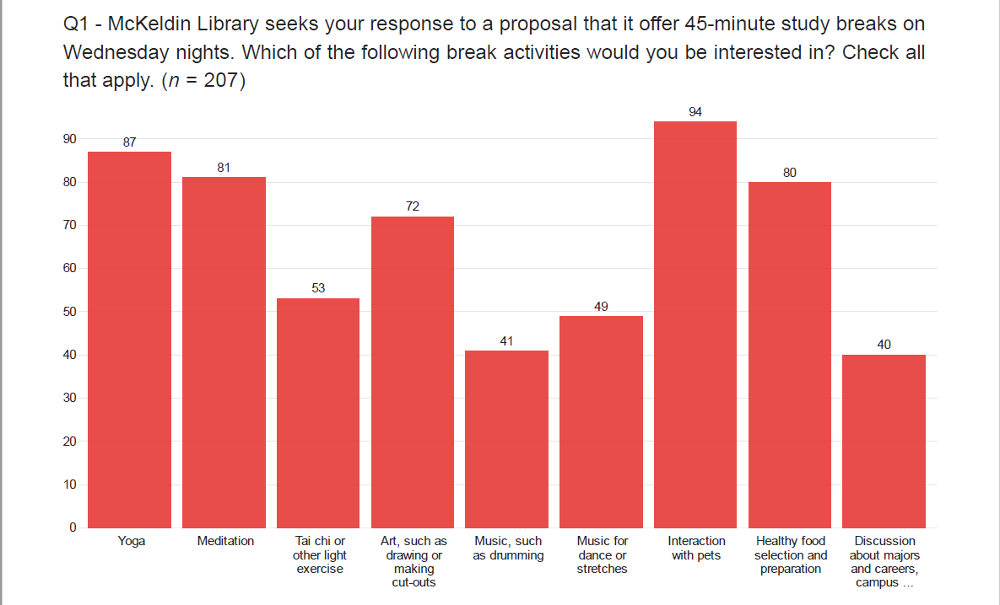 Q1 - McKeldin Library seeks your response to a proposal that it offer 45-minute study breaks on
Wednesday nights. Which of the following break activities would you be interested in? Check all
that apply. (n = 207)
94
90
87
81
80
80
72
70
60
53
50
49
41
40
40
30
20
10
0
Yoga
Meditation
Tai chi or
other light
exercise
Art, such as
drawing or
making
cut-outs
Music, such
as drumming
Music for
dance or
stretches
Interaction
with pets
Healthy food
selection and
preparation
Discussion
about majors
and careers,
campus ...